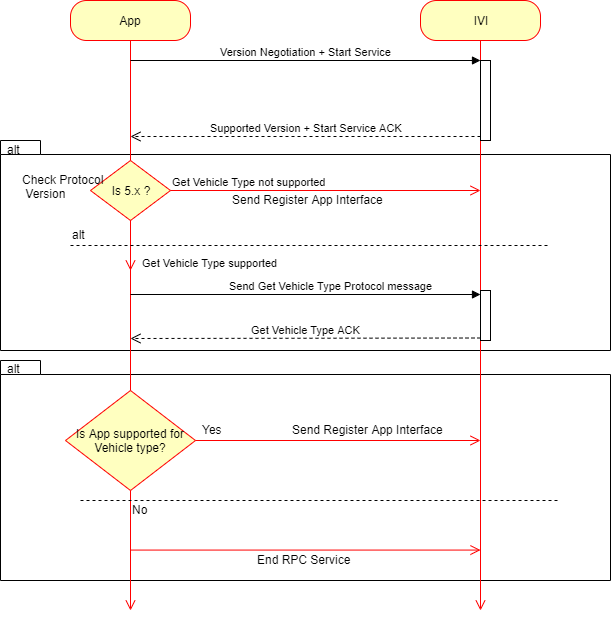 App
IVI
Version Negotiation + Start Service
Supported Version + Start Service ACK
alt
Check Protocol
Version
Is 5.x ?
Get Vehicle Type not supported
Send Register App Interface
alt
Get Vehicle Type supported
Send Get Vehicle Type Protocol message
Get Vehicle Type ACK
alt
Is App supported for
Vehicle type?
Yes
Send Register App Interface
No
End RPC Service